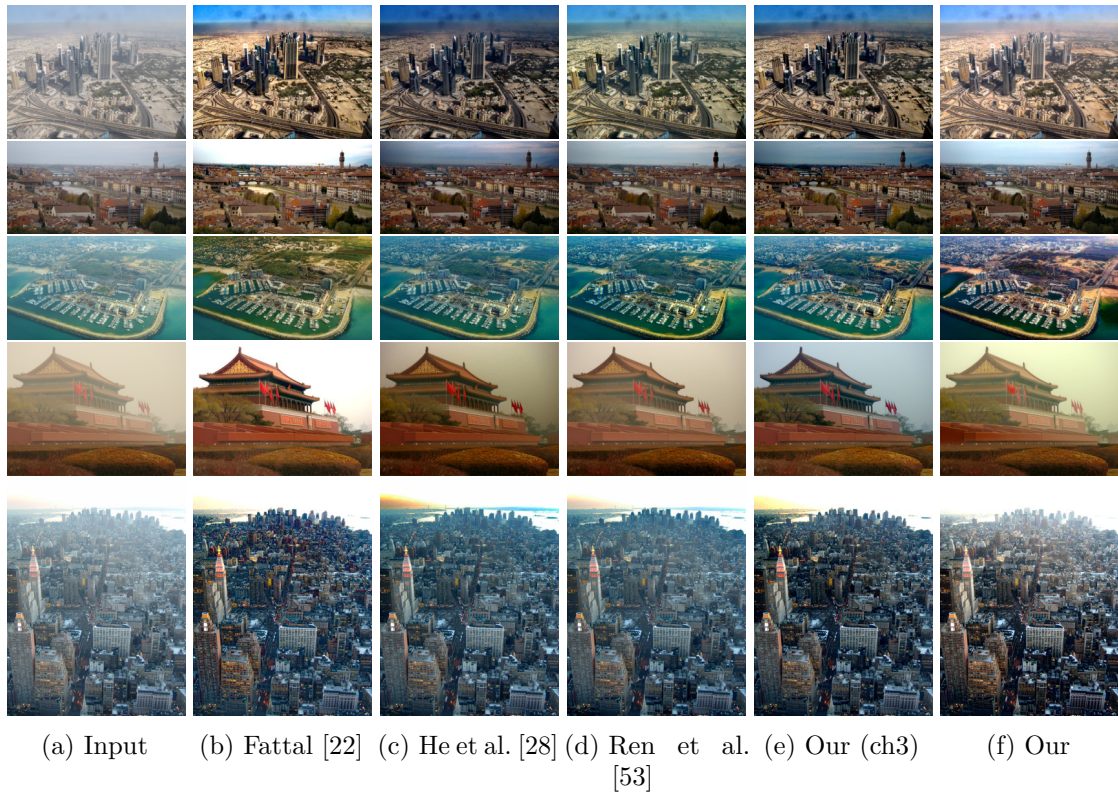 (a) Input (b) Fattal [22] (c) He et al. [28] (d) Ren et al. (e) Our (ch3) (f) Our
[53]